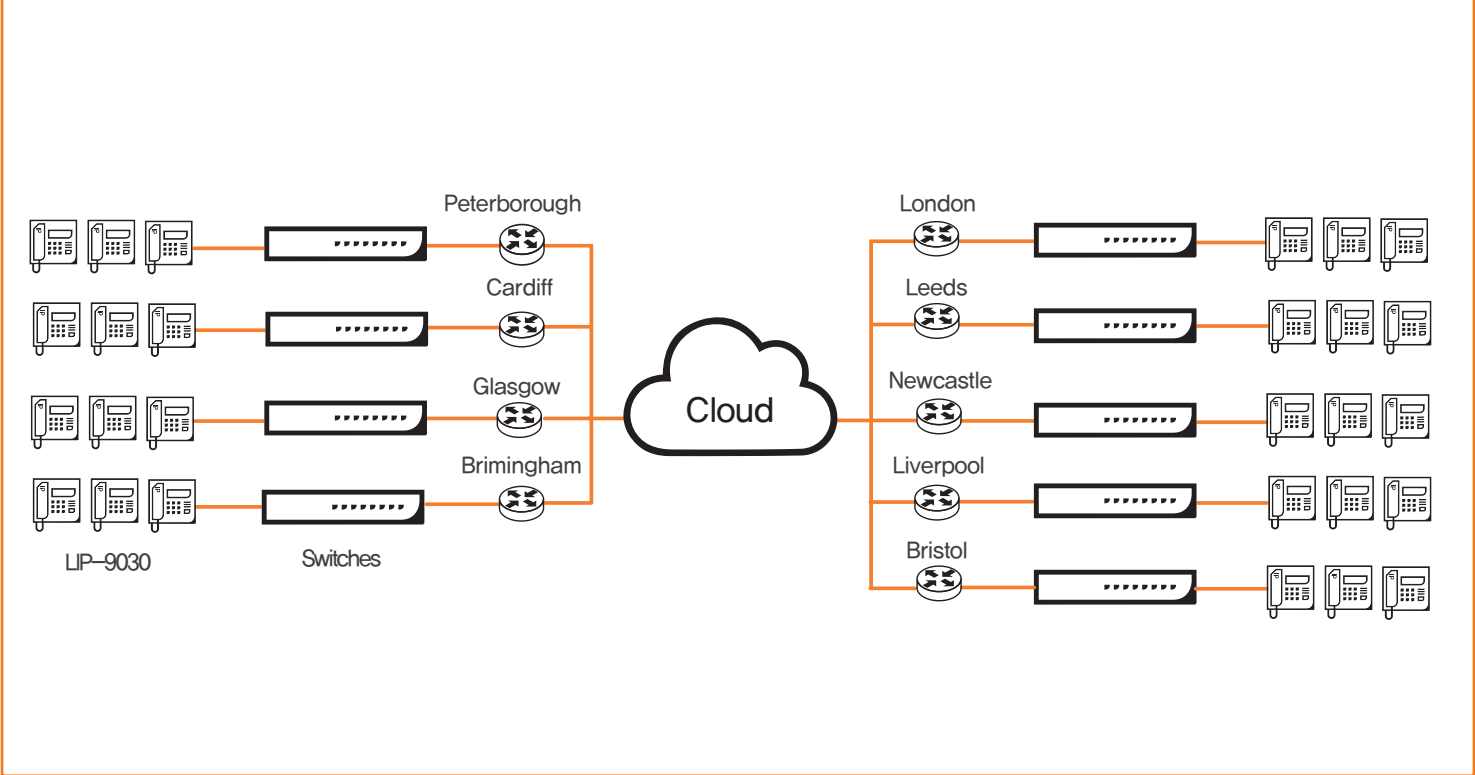 Peterborough
Cardiff
Glasgow
Brimingham
LIP-9030
Switches
Cloud
London
Leeds
Newcastle
Liverpool
Bristol